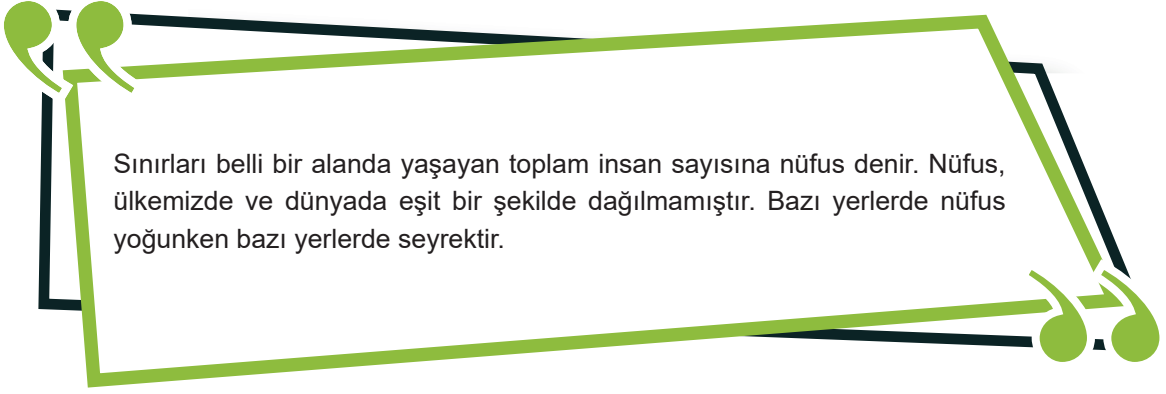 Sınırları belli bir alanda yaşayan toplam insan sayısına nüfus denir. Nüfus,
ülkemizde ve dünyada eşit bir şekilde dağılmamıştır. Bazı yerlerde nüfus
yoğunken bazı yerlerde seyrektir.